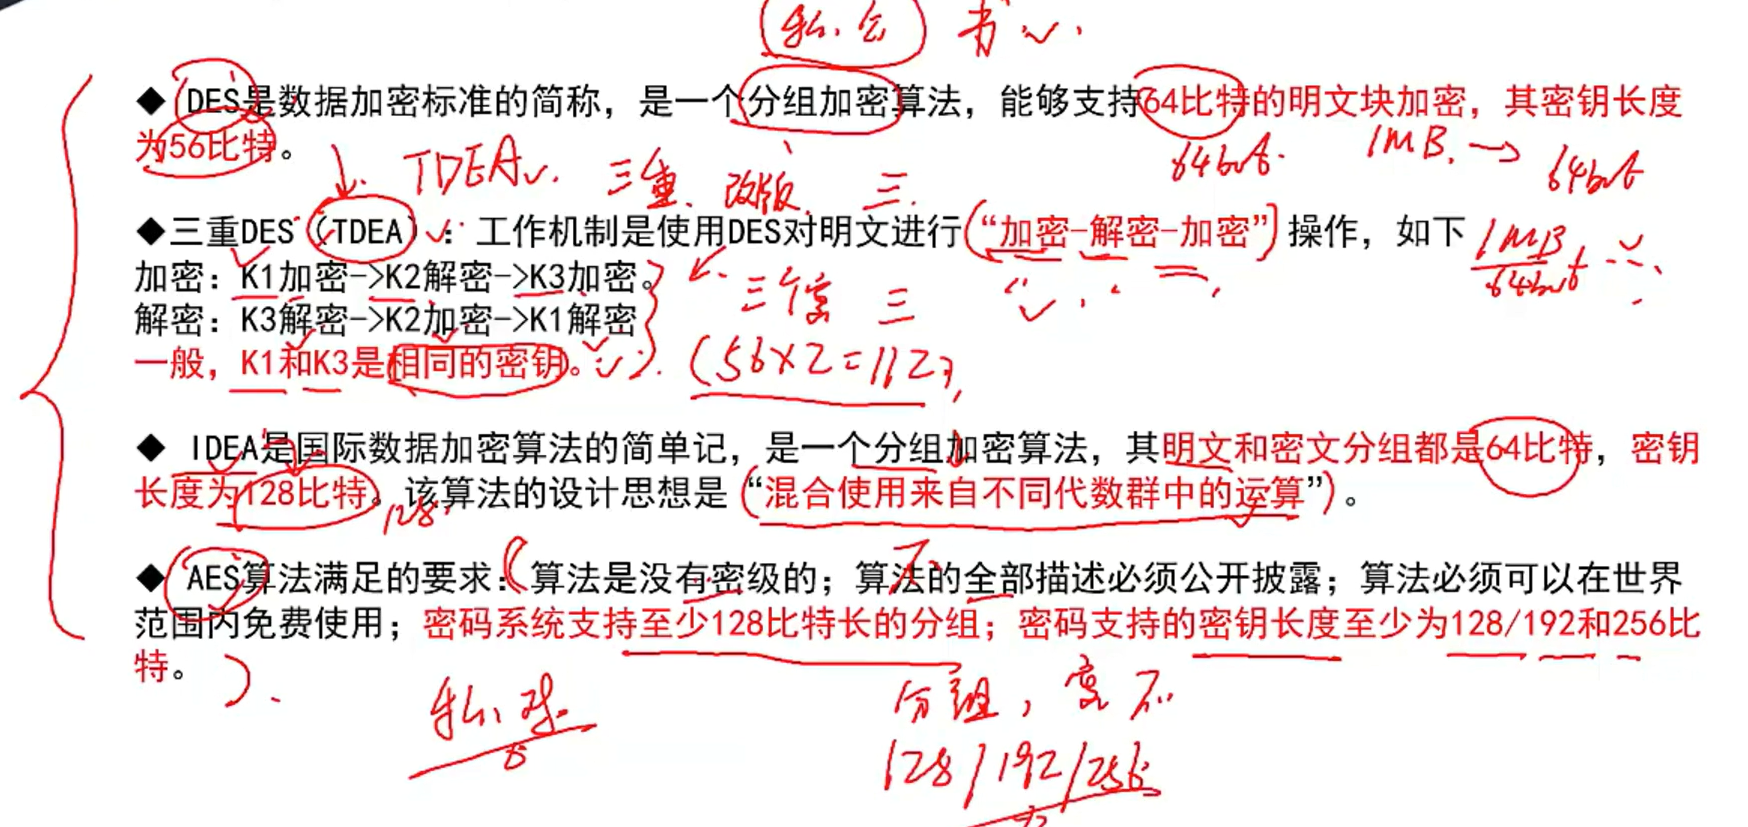 私、公
◆ DES是数据加密标准的简称，是一个分组加密算法，能够支持64比特的明文块加密，其密钥长度
为56比特。
TDEA 三重 改版 三
64bit. 1MB. → 64bit
◆三重DES（TDEA）：工作机制是使用DES对明文进行(“加密-解密-加密”)操作，如下
1MB
64bit
加密：K1加密->K2解密->K3加密。
三个密 三
解密：K3解密->K2加密->K1解密
一般，K1和K3是相同的密钥。
(56×2=112)
◆ IDEA是国际数据加密算法的简单记，是一个分组加密算法，其明文和密文分组都是64比特，密钥
长度为128比特。该算法的设计思想是（“混合使用来自不同代数群中的运算”）。
128.
◆ AES算法满足的要求：算法是没有密级的；算法的全部描述必须公开披露；算法必须可以在世界
范围内免费使用；密码系统支持至少128比特长的分组；密码支持的密钥长度至少为128/192和256比
特。
私、对 分组，密不
128/192/256